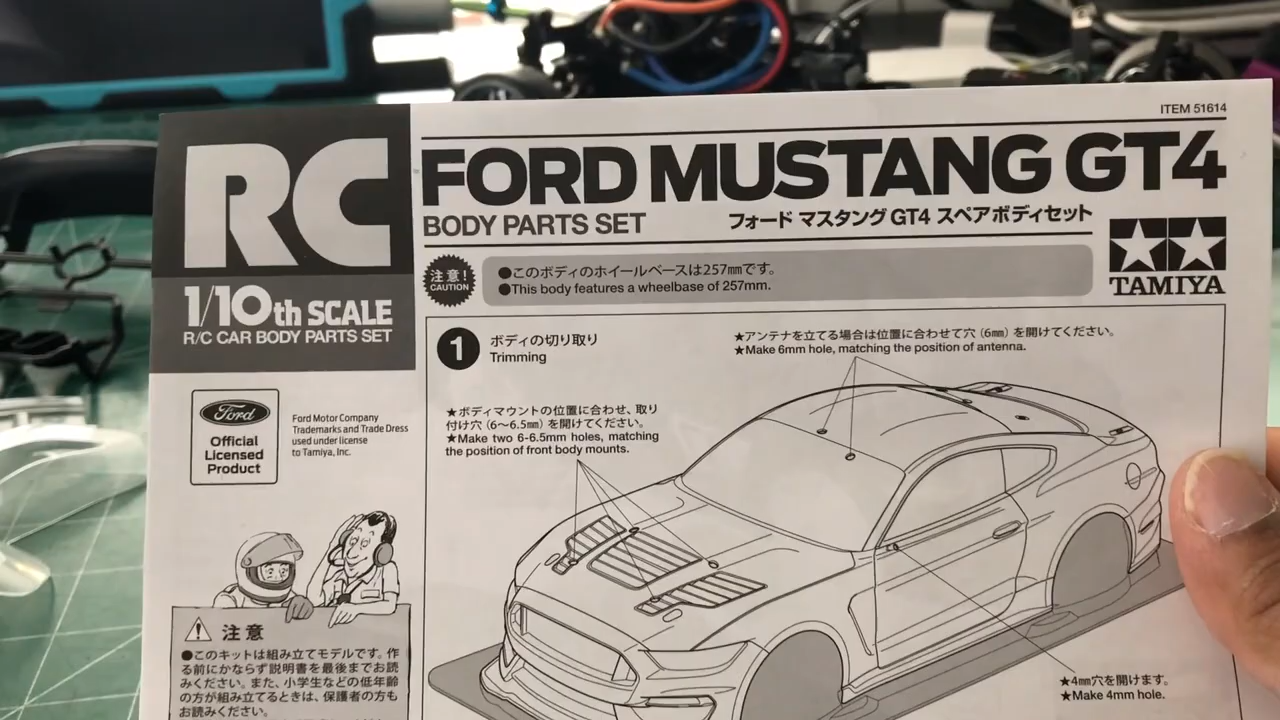 ITEM 51614
RC
FORD MUSTANG GT4
BODY PARTS SET
フォード マスタングGT4 スペアボディセット
1/10th SCALE
R/C CAR BODY PARTS SET
注意!
CAUTION
●このボディのホイールベースは257㎜です。
●This body features a wheelbase of 257mm.
TAMIYA
1
ボディの切り取り
Trimming
★アンテナを立てる場合は位置に合わせて穴(6㎜)を開けてください。
★Make 6mm hole, matching the position of antenna.
★ボディマウントの位置に合わせ、取り
付け穴(6〜6.5㎜)を開けてください。
★Make two 6-6.5mm holes, matching
the position of front body mounts.
Ford
Official
Licensed
Product
Ford Motor Company
Trademarks and Trade Dress
used under license
to Tamiya, Inc.
注意
●このキットは組み立てモデルです。作
る前にかならず説明書を最後までお読
みください。また、小学生などの低年齢
の方が組み立てるときは、保護者の方も
お読みください。
★4㎜穴を開けます。
★Make 4mm hole.